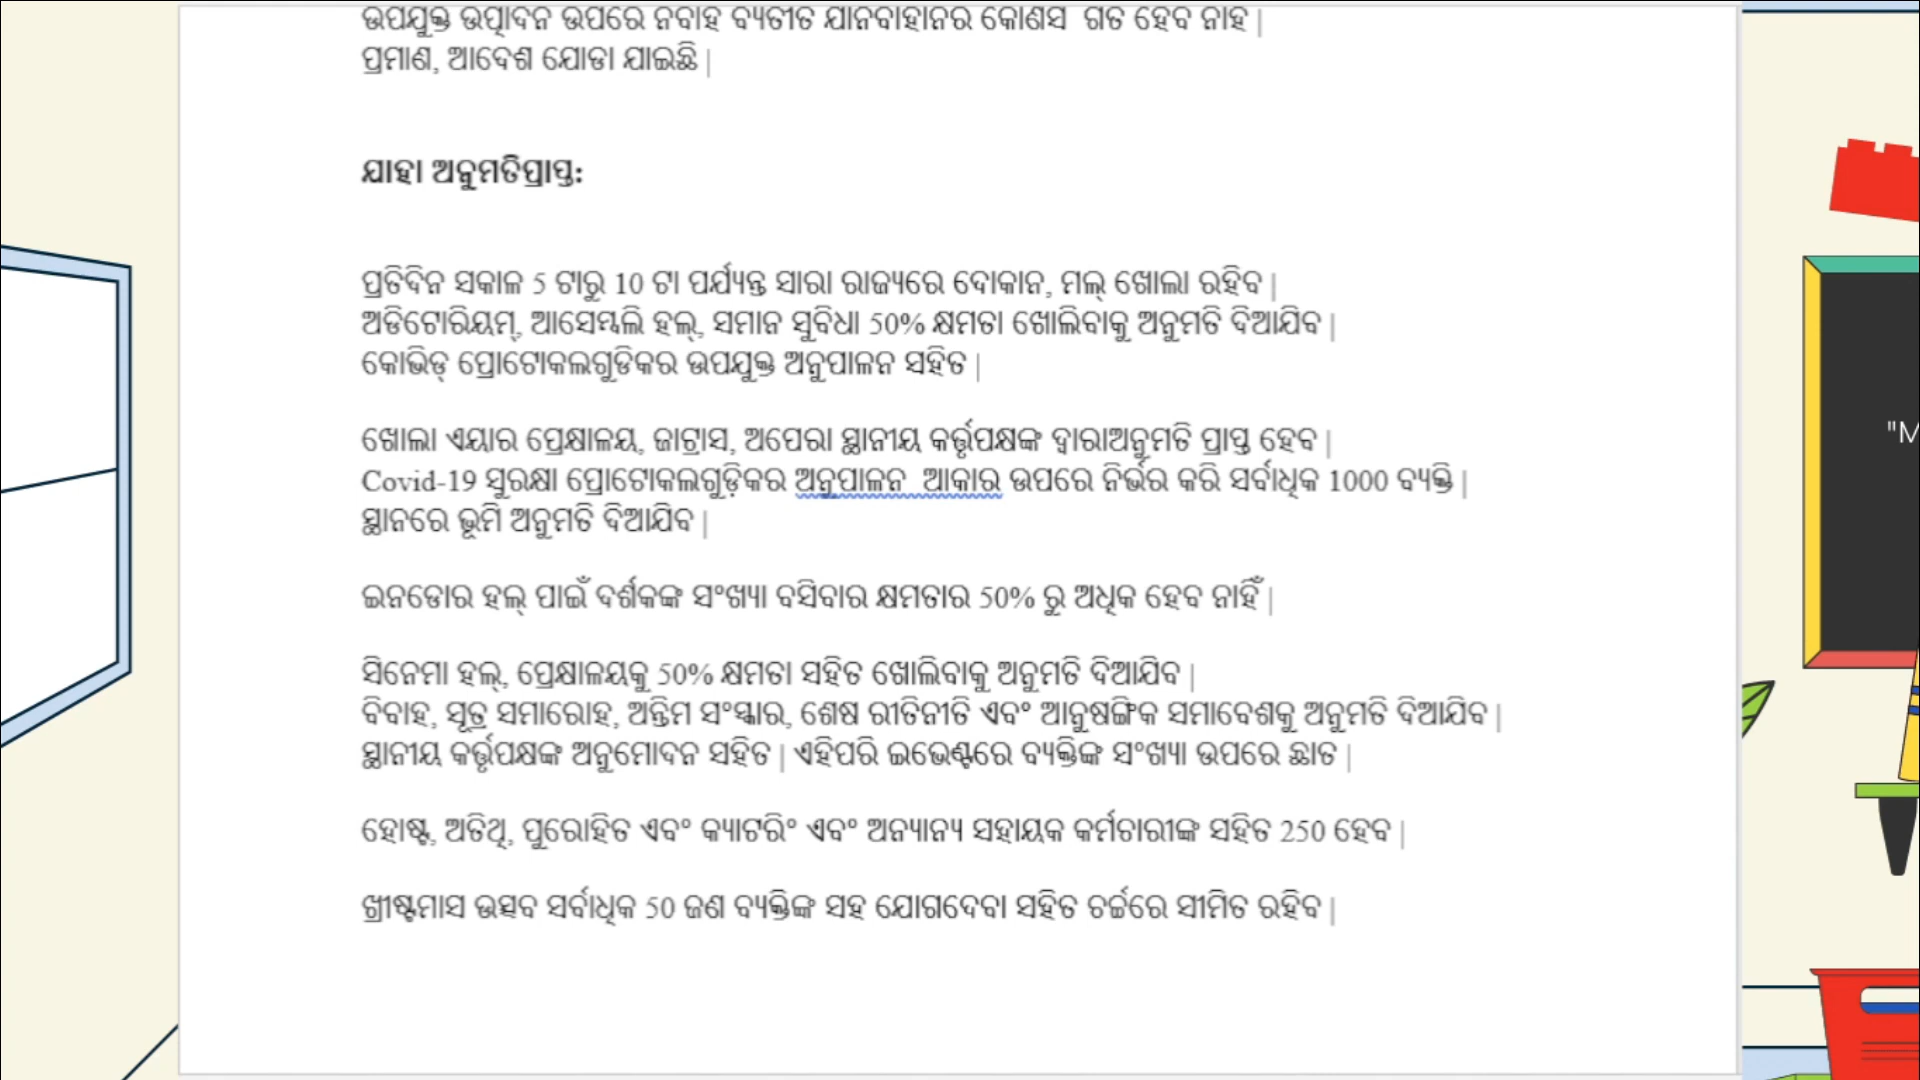 ଉପଯୁକ୍ତ ଉତ୍ପାଦନ ଉପରେ ବ୍ୟତୀତ ଯାନବାହାନର ହେବ
ପ୍ରମାଣ, ଆଦେଶ ଯୋଡା ଯାଇଛି |
ଯାହା ଅନୁମତିପ୍ରାପ୍ତ:
ପ୍ରତିଦିନ ସକାଳ 5 ଟାରୁ 10 ଟା ପର୍ଯ୍ୟନ୍ତ ସାରା ରାଜ୍ୟରେ ଦୋକାନ, ମଲ୍ ଖୋଲା ରହିବ |
ଅଡିଟୋରିୟମ୍, ଆସେମ୍ବଲି ହଲ୍, ସମାନ ସୁବିଧା 50% କ୍ଷମତା ଖୋଲିବାକୁ ଅନୁମତି ଦିଆଯିବ |
କୋଭିଡ୍ ପ୍ରୋଟୋକଲଗୁଡିକର ଉପଯୁକ୍ତ ଅନୁପାଳନ ସହିତ |
ଖୋଲା ଏୟାର ପ୍ରେକ୍ଷାଳୟ, ଜାତ୍ରାସ, ଅପେରା ସ୍ଥାନୀୟ କର୍ତ୍ତୃପକ୍ଷଙ୍କ ଦ୍ୱାରାଅନୁମତି ପ୍ରାପ୍ତ ହେବ |
Covid-19 ସୁରକ୍ଷା ପ୍ରୋଟୋକଲଗୁଡ଼ିକର ଅନୁପାଳନ ଆକାର ଉପରେ ନିର୍ଭର କରି ସର୍ବାଧିକ 1000 ବ୍ୟକ୍ତି |
ସ୍ଥାନରେ ଭୂମି ଅନୁମତି ଦିଆଯିବ |
ଇନଡୋର ହଲ୍ ପାଇଁ ଦର୍ଶକଙ୍କ ସଂଖ୍ୟା ବସିବାର କ୍ଷମତାର 50% ରୁ ଅଧିକ ହେବ ନାହିଁ |
ସିନେମା ହଲ୍, ପ୍ରେକ୍ଷାଳୟକୁ 50% କ୍ଷମତା ସହିତ ଖୋଲିବାକୁ ଅନୁମତି ଦିଆଯିବ |
ବିବାହ, ସୂତ୍ର ସମାରୋହ, ଅନ୍ତିମ ସଂସ୍କାର, ଶେଷ ରୀତିନୀତି ଏବଂ ଆନୁଷଙ୍ଗିକ ସମାବେଶକୁ ଅନୁମତି ଦିଆଯିବ |
ସ୍ଥାନୀୟ କର୍ତ୍ତୃପକ୍ଷଙ୍କ ଅନୁମୋଦନ ସହିତ | ଏହିପରି ଇଭେଣ୍ଟରେ ବ୍ୟକ୍ତିଙ୍କ ସଂଖ୍ୟା ଉପରେ ଛାତ |
ହୋଷ୍ଟ, ଅତିଥି, ପୁରୋହିତ ଏବଂ କ୍ୟାଟରିଂ ଏବଂ ଅନ୍ୟାନ୍ୟ ସହାୟକ କର୍ମଚାରୀଙ୍କ ସହିତ 250 ହେବ |
ଖ୍ରୀଷ୍ଟମାସ ଉତ୍ସବ ସର୍ବାଧିକ 50 ଜଣ ବ୍ୟକ୍ତିଙ୍କ ସହ ଯୋଗଦେବା ସହିତ ଚର୍ଚ୍ଚରେ ସୀମିତ ରହିବ |
"M